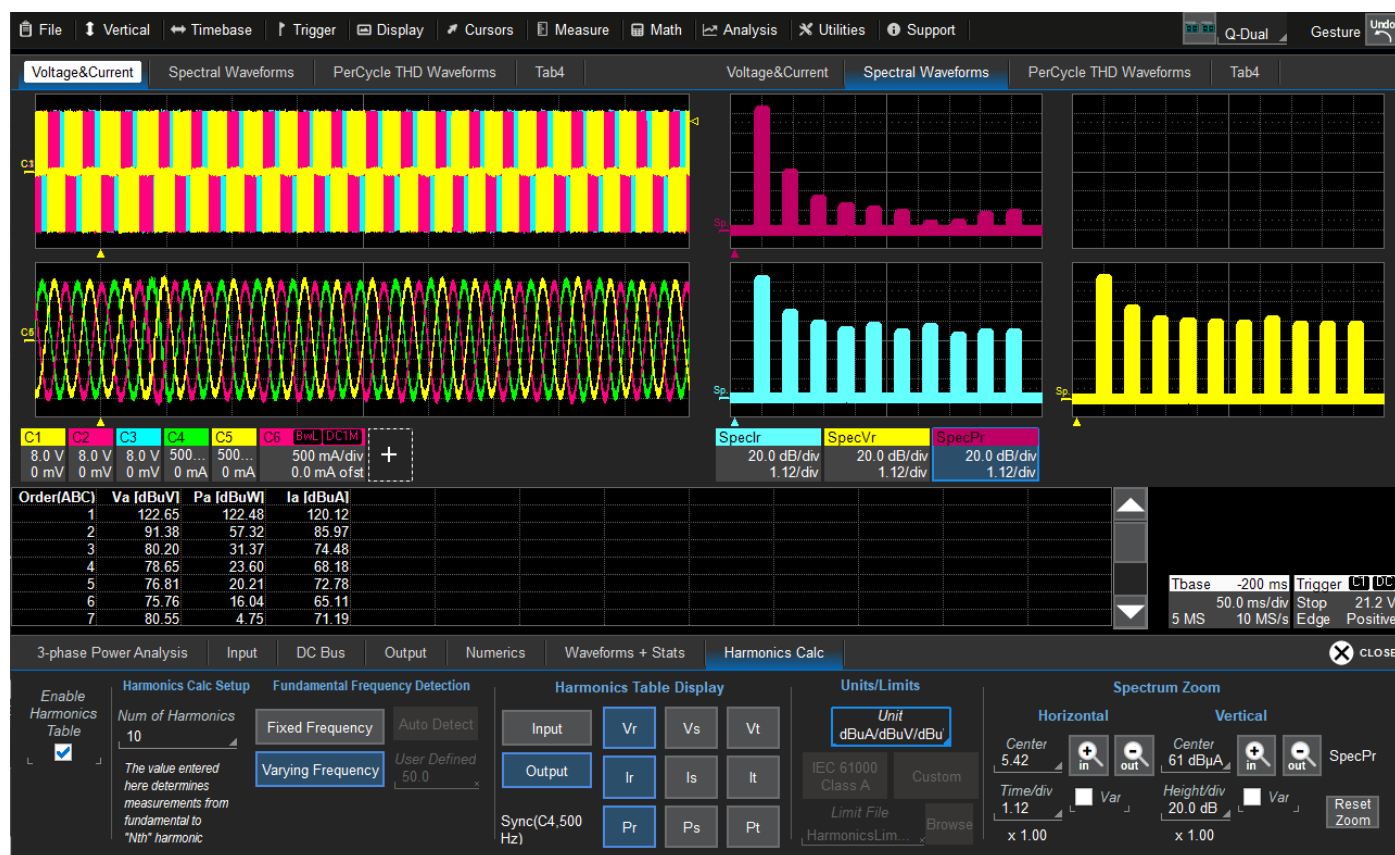 File Vertical Timebase Trigger Display Cursors Measure Math Analysis Utilities Support Q-Dual Gesture Undo
Voltage&Current Spectral Waveforms PerCycle THD Waveforms Tab4 Voltage&Current Spectral Waveforms PerCycle THD Waveforms Tab4
C1
Sp
C5
Sp Sp
C1 C2 C3 C4 C5 C6 BwL DC1M
8.0 V 8.0 V 8.0 V 500... 500... 500 mA/div
0 mV 0 mV 0 mV 0 mA 0 mA 0.0 mA ofst
+
SpecIr SpecVr SpecPr
20.0 dB/div 20.0 dB/div 20.0 dB/div
1.12/div 1.12/div 1.12/div
Order(ABC) Va [dBuV] Pa [dBuW] Ia [dBuA]
1 122.65 122.48 120.12
2 91.38 57.32 85.97
3 80.20 31.37 74.48
4 78.65 23.60 68.18
5 76.81 20.21 72.78
6 75.76 16.04 65.11
7 80.55 4.75 71.19
Tbase -200 ms Trigger C1 DC
50.0 ms/div Stop 21.2 V
5 MS 10 MS/s Edge Positive
3-phase Power Analysis Input DC Bus Output Numerics Waveforms + Stats Harmonics Calc CLOSE
Enable
Harmonics
Table
Harmonics Calc Setup
Num of Harmonics
10
The value entered
here determines
measurements from
fundamental to
"Nth" harmonic
Fundamental Frequency Detection
Fixed Frequency Auto Detect
Varying Frequency User Defined
50.0
Harmonics Table Display
Input Vr Vs Vt
Output Ir Is It
Sync(C4,500
Hz) Pr Ps Pt
Units/Limits
Unit
dBuA/dBuV/dBu
IEC 61000
Class A
Custom
Limit File
HarmonicsLim...
Browse
Spectrum Zoom
Horizontal Vertical
Center
5.42
in out
Center
61 dBµA
in out
SpecPr
Time/div
1.12
Var
Height/div
20.0 dB
Var
Reset
Zoom
x 1.00 x 1.00